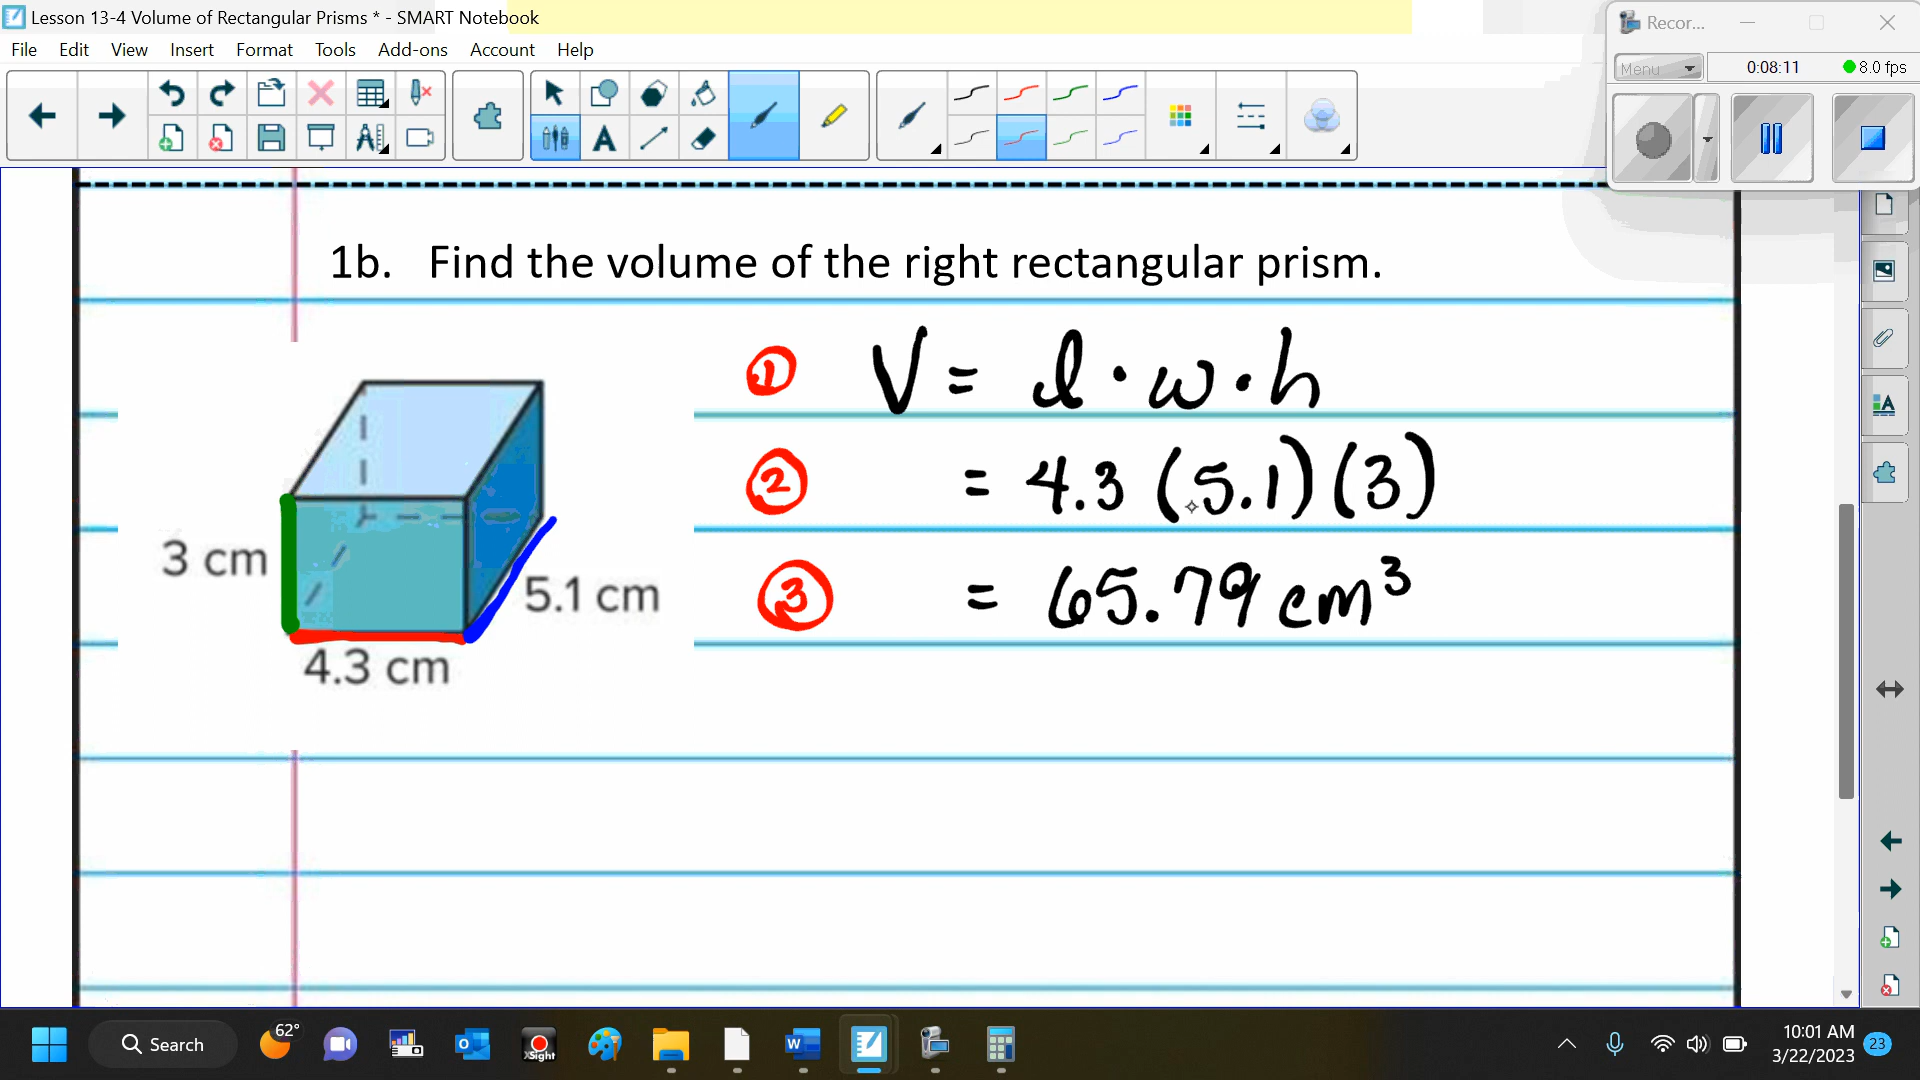 Lesson 13-4 Volume of Rectangular Prisms * - SMART Notebook
Recor...
File Edit View Insert Format Tools Add-ons Account Help
Menu
0:08:11
8.0 fps
1b. Find the volume of the right rectangular prism.
① V = l · w · h
② = 4.3 (5.1)(3)
③ = 65.79 cm³
3 cm
5.1 cm
4.3 cm
62°
Search
XSight
10:01 AM
3/22/2023
23